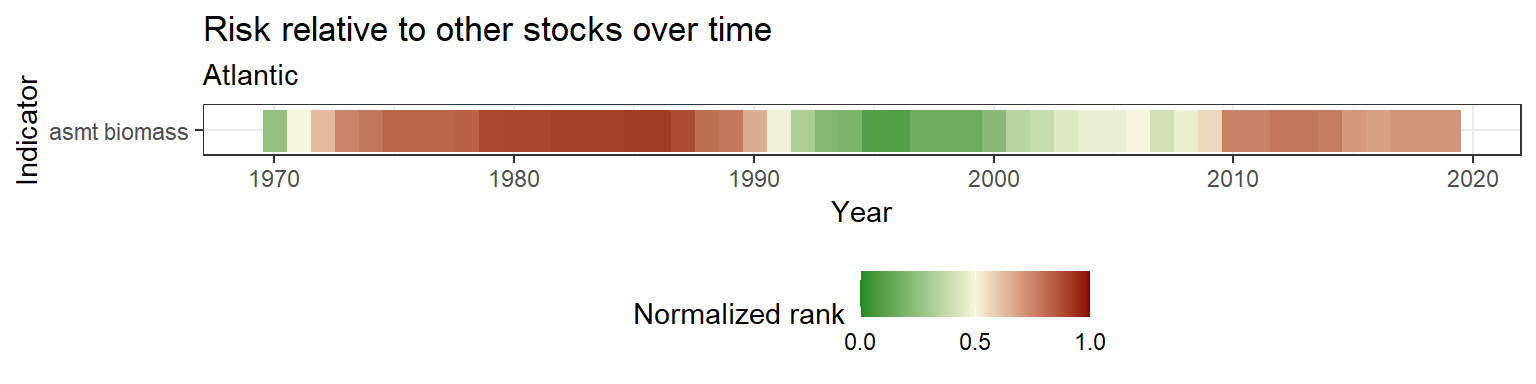 Risk relative to other stocks over time
Atlantic
Indicator
asmt biomass
1970 1980 1990 2000 2010 2020
Year
Normalized rank
0.0 0.5 1.0